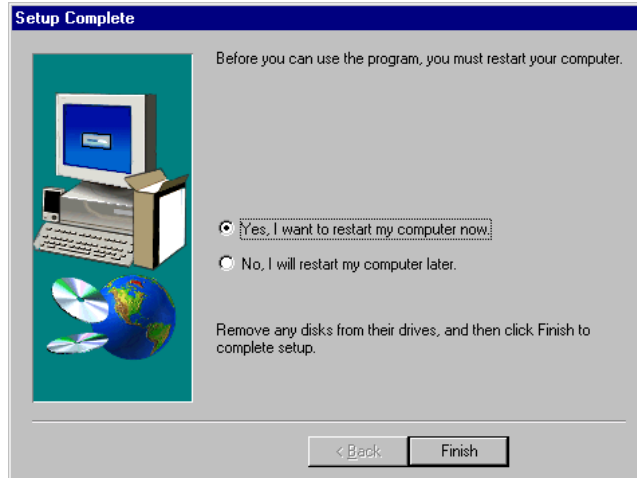 Setup Complete
Before you can use the program, you must restart your computer.
Yes, I want to restart my computer now.
No, I will restart my computer later.
Remove any disks from their drives, and then click Finish to
complete setup.
< Back
Finish